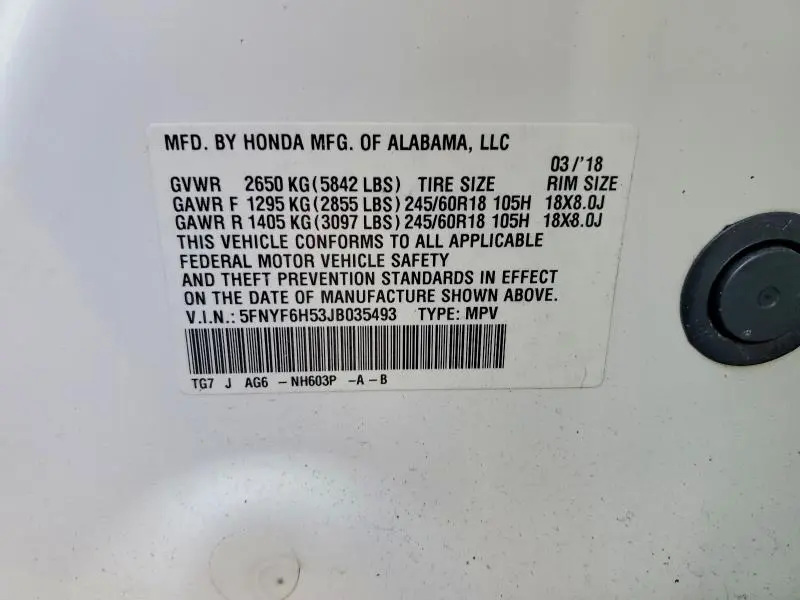 MFD. BY HONDA MFG. OF ALABAMA, LLC
03/'18
GVWR 2650 KG (5842 LBS) TIRE SIZE RIM SIZE
GAWR F 1295 KG (2855 LBS) 245/60R18 105H 18X8.0J
GAWR R 1405 KG (3097 LBS) 245/60R18 105H 18X8.0J
THIS VEHICLE CONFORMS TO ALL APPLICABLE
FEDERAL MOTOR VEHICLE SAFETY
AND THEFT PREVENTION STANDARDS IN EFFECT
ON THE DATE OF MANUFACTURE SHOWN ABOVE.
V.I.N.: 5FNYF6H53JB035493 TYPE: MPV
TG7 J AG6 -NH603P -A-B